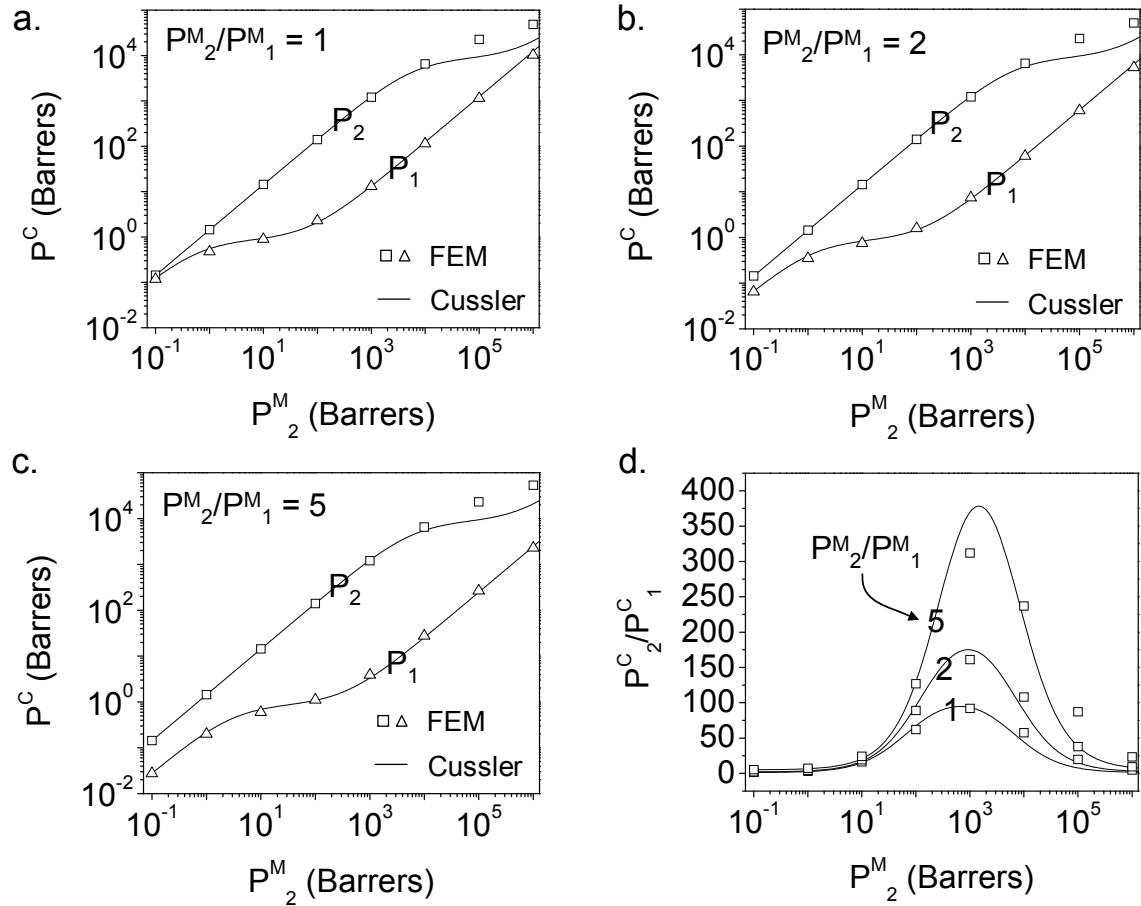 a.
P^M_2/P^M_1 = 1
P^C (Barrers)
10^4
10^2
10^0
10^-2
P_2
P_1
□ △ FEM
— Cussler
10^-1 10^1 10^3 10^5
P^M_2 (Barrers)
b.
P^M_2/P^M_1 = 2
P^C (Barrers)
10^4
10^2
10^0
10^-2
P_2
P_1
□ △ FEM
— Cussler
10^-1 10^1 10^3 10^5
P^M_2 (Barrers)
c.
P^M_2/P^M_1 = 5
P^C (Barrers)
10^4
10^2
10^0
10^-2
P_2
P_1
□ △ FEM
— Cussler
10^-1 10^1 10^3 10^5
P^M_2 (Barrers)
d.
P^C_2/P^C_1
400
350
300
250
200
150
100
50
0
P^M_2/P^M_1
5
2
1
10^-1 10^1 10^3 10^5
P^M_2 (Barrers)